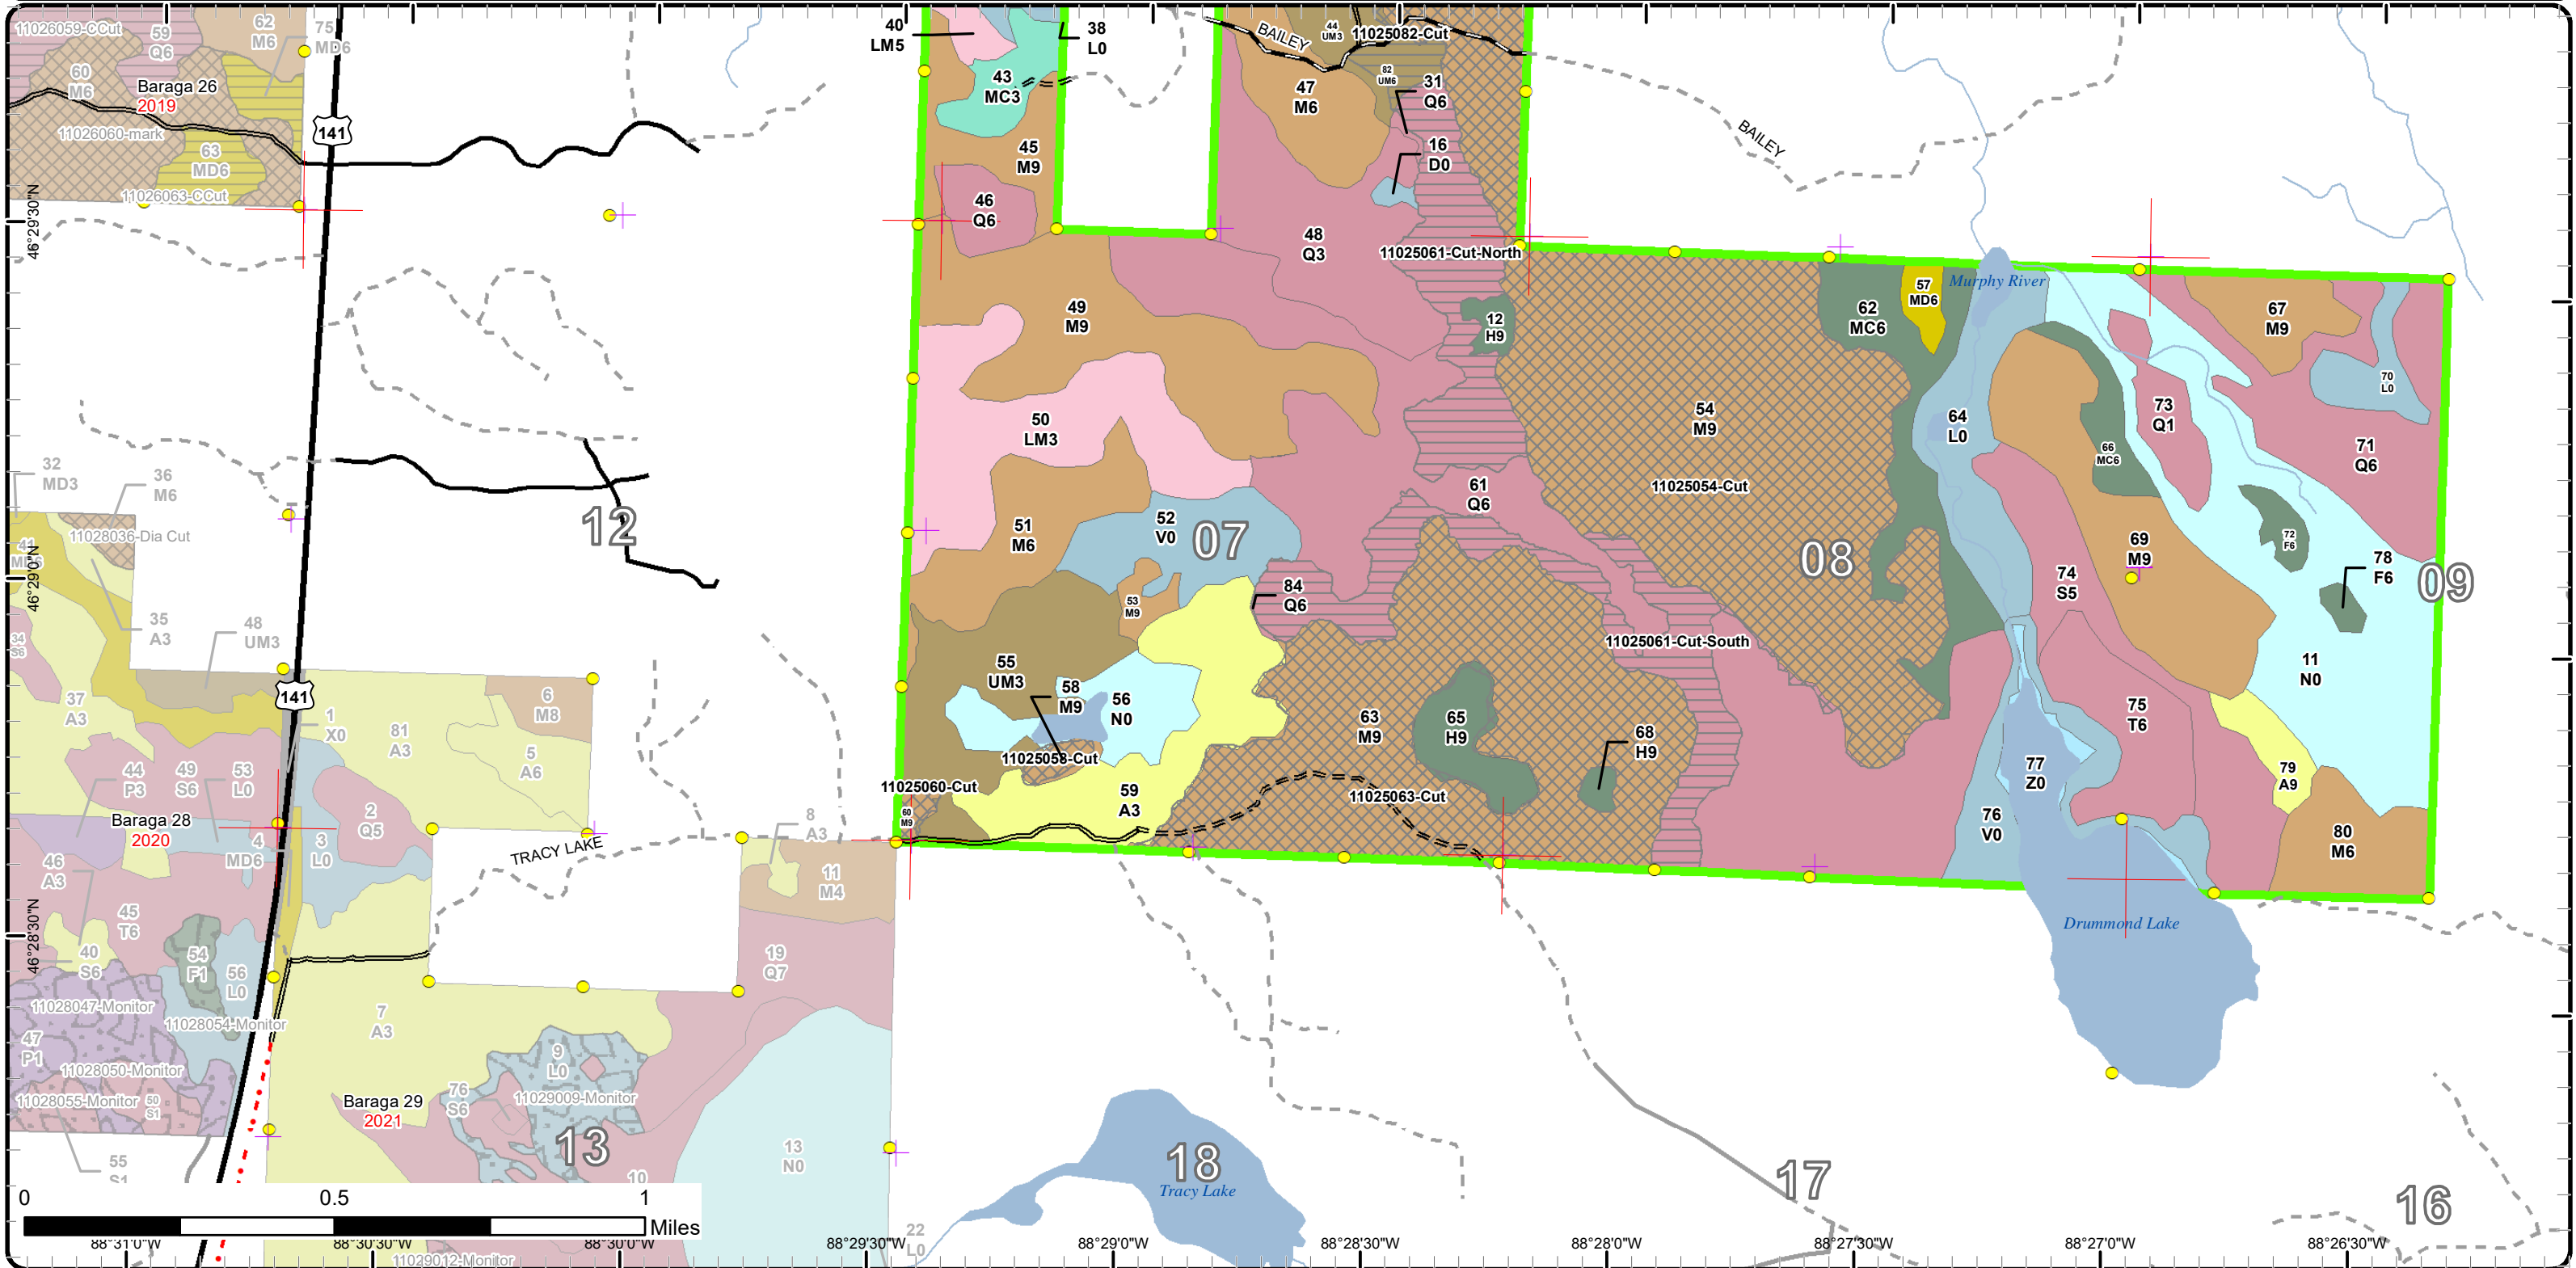 11026059-CCut
59
Q6
62
M6
75
MD6
60
M6
Baraga 26
2019
11026060-mark
63
MD6
11026063-CCut
141
40
LM5
38
L0
43
MC3
45
M9
46
Q6
BAILEY
44
UM3
11025082-Cut
82
UM6
47
M6
31
Q6
16
D0
48
Q3
11025061-Cut-North
BAILEY
12
H9
49
M9
50
LM3
51
M6
52
V0
07
53
M9
54
M9
11025054-Cut
61
Q6
08
62
MC6
57
MD6
Murphy River
64
L0
67
M9
70
L0
73
Q1
66
MC6
71
Q6
69
M9
72
F6
78
F6
09
74
S5
11
N0
75
T6
77
Z0
76
V0
79
A9
80
M6
Drummond Lake
84
Q6
11025061-Cut-South
55
UM3
58
M9
56
N0
11025058-Cut
11025060-Cut
60
M9
59
A3
63
M9
65
H9
68
H9
11025063-Cut
12
32
MD3
36
M6
11028036-Dia Cut
41
35
A3
48
UM3
34
S6
37
A3
141
1
X0
81
A3
6
M8
5
A6
44
P3
49
S6
53
L0
2
Q5
Baraga 28
2020
4
MD6
3
L0
46
A3
45
T6
40
S6
54
F1
56
L0
TRACY LAKE
8
A3
11
M4
19
Q7
11028047-Monitor
11028054-Monitor
47
P1
11028050-Monitor
11028055-Monitor
50
S1
55
S1
7
A3
9
L0
76
S6
11029009-Monitor
Baraga 29
2021
13
10
13
N0
22
L0
11029012-Monitor
18
Tracy Lake
17
16
0
0.5
1
Miles
46°29'30"N
46°29'0"N
46°28'30"N
88°31'0"W
88°30'30"W
88°30'0"W
88°29'30"W
88°29'0"W
88°28'30"W
88°28'0"W
88°27'30"W
88°27'0"W
88°26'30"W